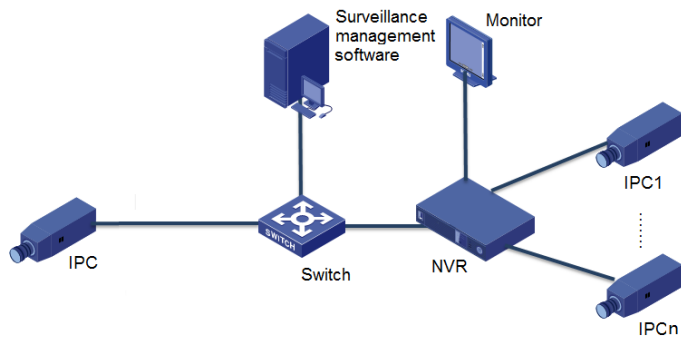 Surveillance
management
software
Monitor
IPC1
IPC
SWITCH
Switch
NVR
IPCn